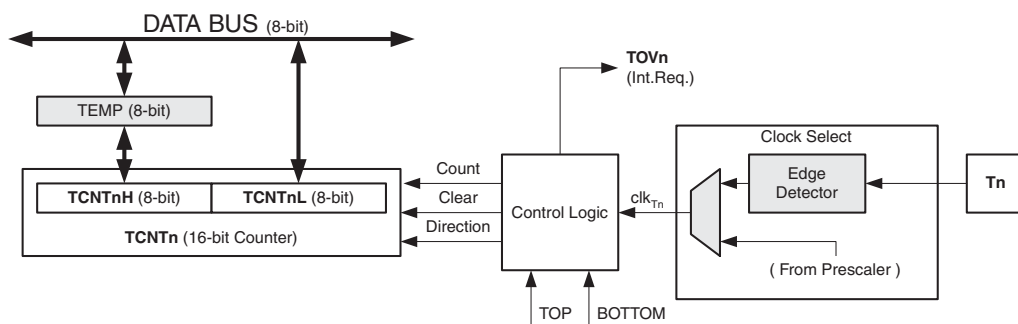 DATA BUS (8-bit)
TOVn
(Int.Req.)
TEMP (8-bit)
Clock Select
Count
Edge
Detector
Tn
TCNTnH (8-bit) TCNTnL (8-bit)
Clear
Control Logic
clkTn
TCNTn (16-bit Counter)
Direction
( From Prescaler )
TOP
BOTTOM